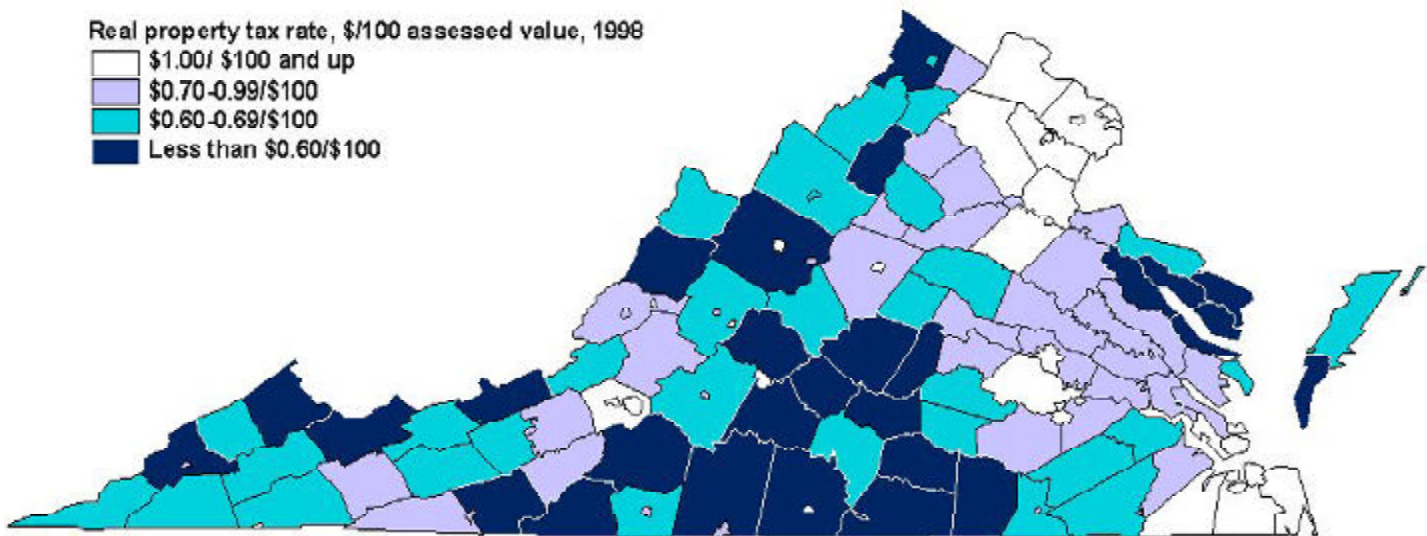 Real property tax rate, $/100 assessed value, 1998
$1.00/ $100 and up
$0.70-0.99/$100
$0.60-0.69/$100
Less than $0.60/$100